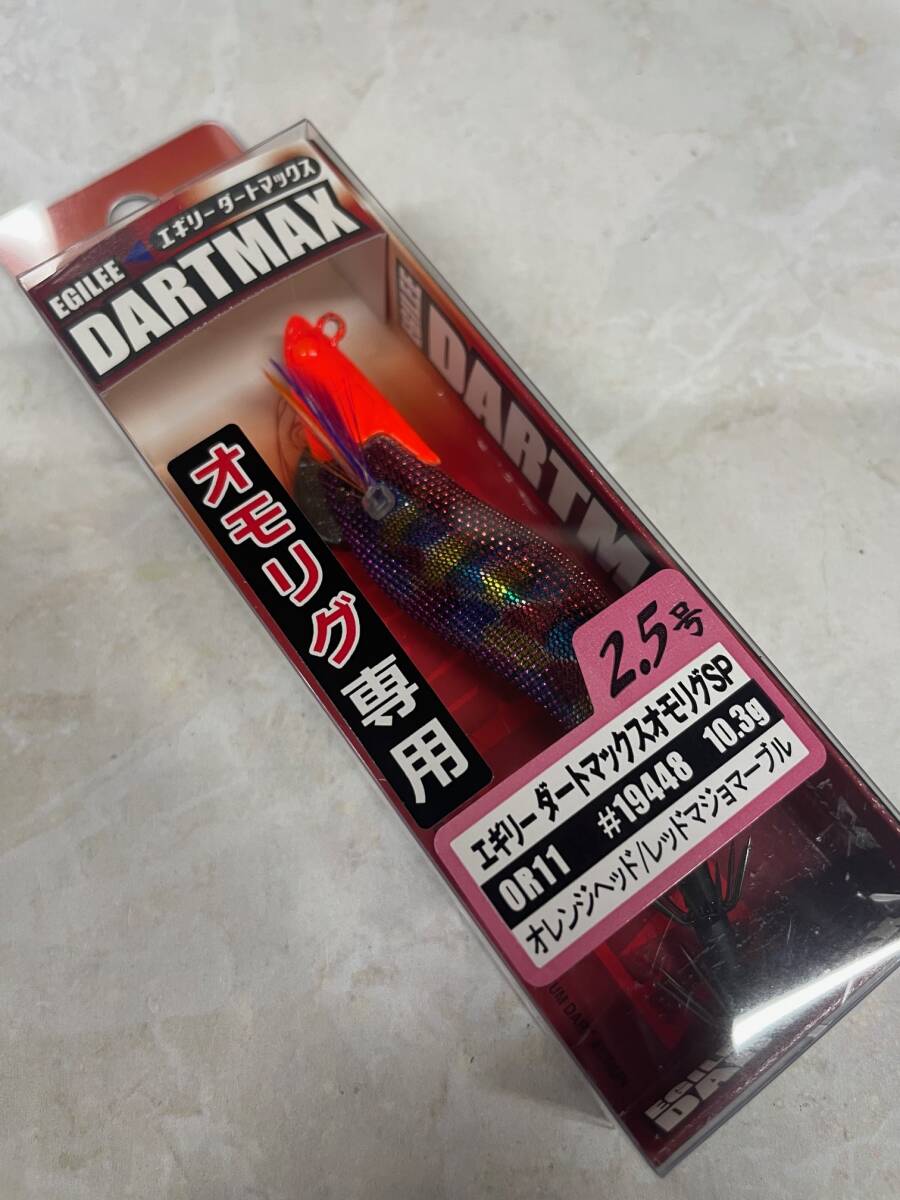 エギリーダートマックス
EGILEE
DARTMAX
DARTM
オモリグ専用
2.5号
エギリーダートマックスオモリグSP
OR11 #19448 10.3g
オレンジヘッド/レッドマジョマーブル